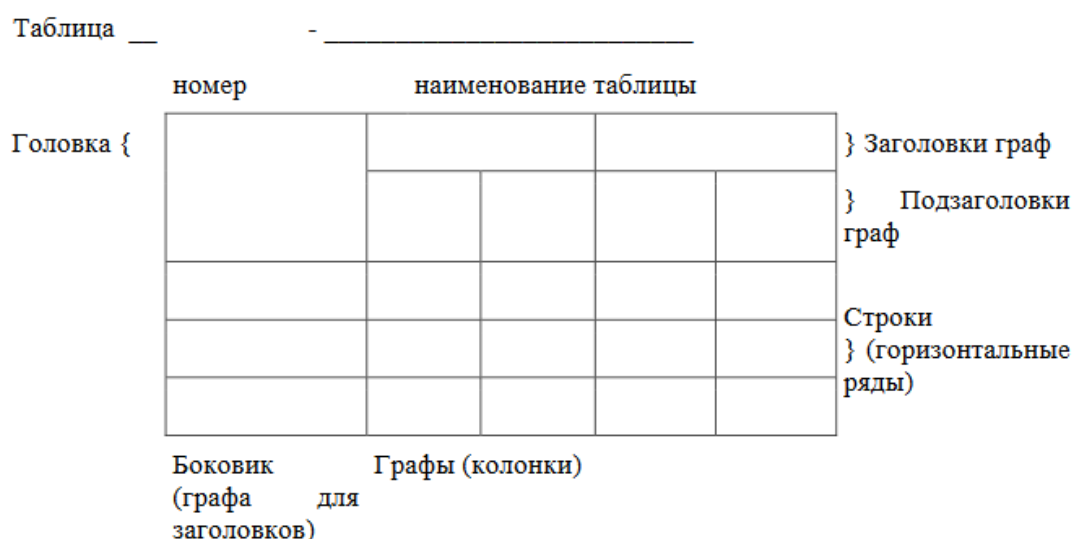 Таблица __ - __________________________
номер наименование таблицы
Головка {
} Заголовки граф
} Подзаголовки
граф
Строки
} (горизонтальные
ряды)
Боковик Графы (колонки)
(графа для
заголовков)